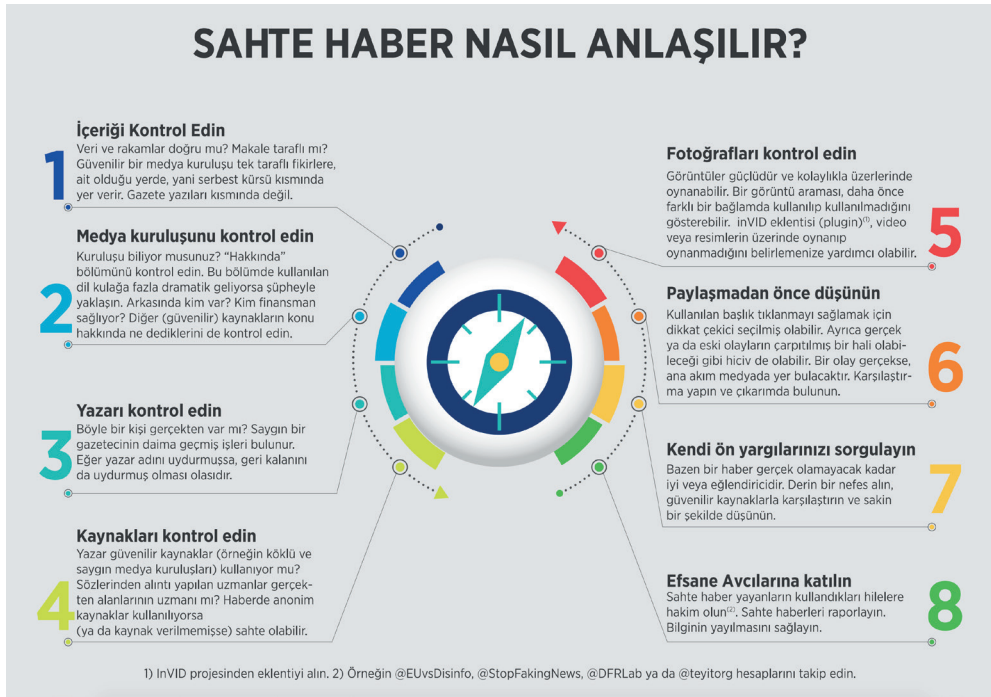 SAHTE HABER NASIL ANLAŞILIR?
1
İçeriği Kontrol Edin
Veri ve rakamlar doğru mu? Makale taraflı mı?
Güvenilir bir medya kuruluşu tek taraflı fikirlere,
ait olduğu yerde, yani serbest kürsü kısmında
yer verir. Gazete yazıları kısmında değil.
2
Medya kuruluşunu kontrol edin
Kuruluşu biliyor musunuz? “Hakkında”
bölümünü kontrol edin. Bu bölümde kullanılan
dil kulağa fazla dramatik geliyorsa şüpheyle
yaklaşın. Arkasında kim var? Kim finansman
sağlıyor? Diğer (güvenilir) kaynakların konu
hakkında ne dediklerini de kontrol edin.
3
Yazarı kontrol edin
Böyle bir kişi gerçekten var mı? Saygın bir
gazetecinin daima geçmiş işleri bulunur.
Eğer yazar adını uydurmuşsa, geri kalanını
da uydurmuş olması olasıdır.
4
Kaynakları kontrol edin
Yazar güvenilir kaynaklar (örneğin köklü ve
saygın medya kuruluşları) kullanıyor mu?
Sözlerinden alıntı yapılan uzmanlar gerçek-
ten alanlarının uzmanı mı? Haberde anonim
kaynaklar kullanılıyorsa
(ya da kaynak verilmemişse) sahte olabilir.
5
Fotoğrafları kontrol edin
Görüntüler güçlüdür ve kolaylıkla üzerlerinde
oynanabilir. Bir görüntü araması, daha önce
farklı bir bağlamda kullanılıp kullanılmadığını
gösterebilir. inVID eklentisi (plugin)⁽¹⁾, video
veya resimlerin üzerinde oynanıp
oynanmadığını belirlemenize yardımcı olabilir.
6
Paylaşmadan önce düşünün
Kullanılan başlık tıklanmayı sağlamak için
dikkat çekici seçilmiş olabilir. Ayrıca gerçek
ya da eski olayların çarpıtılmış bir hali olabi-
leceği gibi hiciv de olabilir. Bir olay gerçekse,
ana akım medyada yer bulacaktır. Karşılaştır-
ma yapın ve çıkarımda bulunun.
7
Kendi ön yargılarınızı sorgulayın
Bazen bir haber gerçek olamayacak kadar
iyi veya eğlendiricidir. Derin bir nefes alın,
güvenilir kaynaklarla karşılaştırın ve sakin
bir şekilde düşünün.
8
Efsane Avcılarına katılın
Sahte haber yayanların kullandıkları hilelere
hakim olun⁽²⁾. Sahte haberleri raporlayın.
Bilginin yayılmasını sağlayın.
1) InVID projesinden eklentiyi alın. 2) Örneğin @EUvsDisinfo, @StopFakingNews, @DFRLab ya da @teyitorg hesaplarını takip edin.